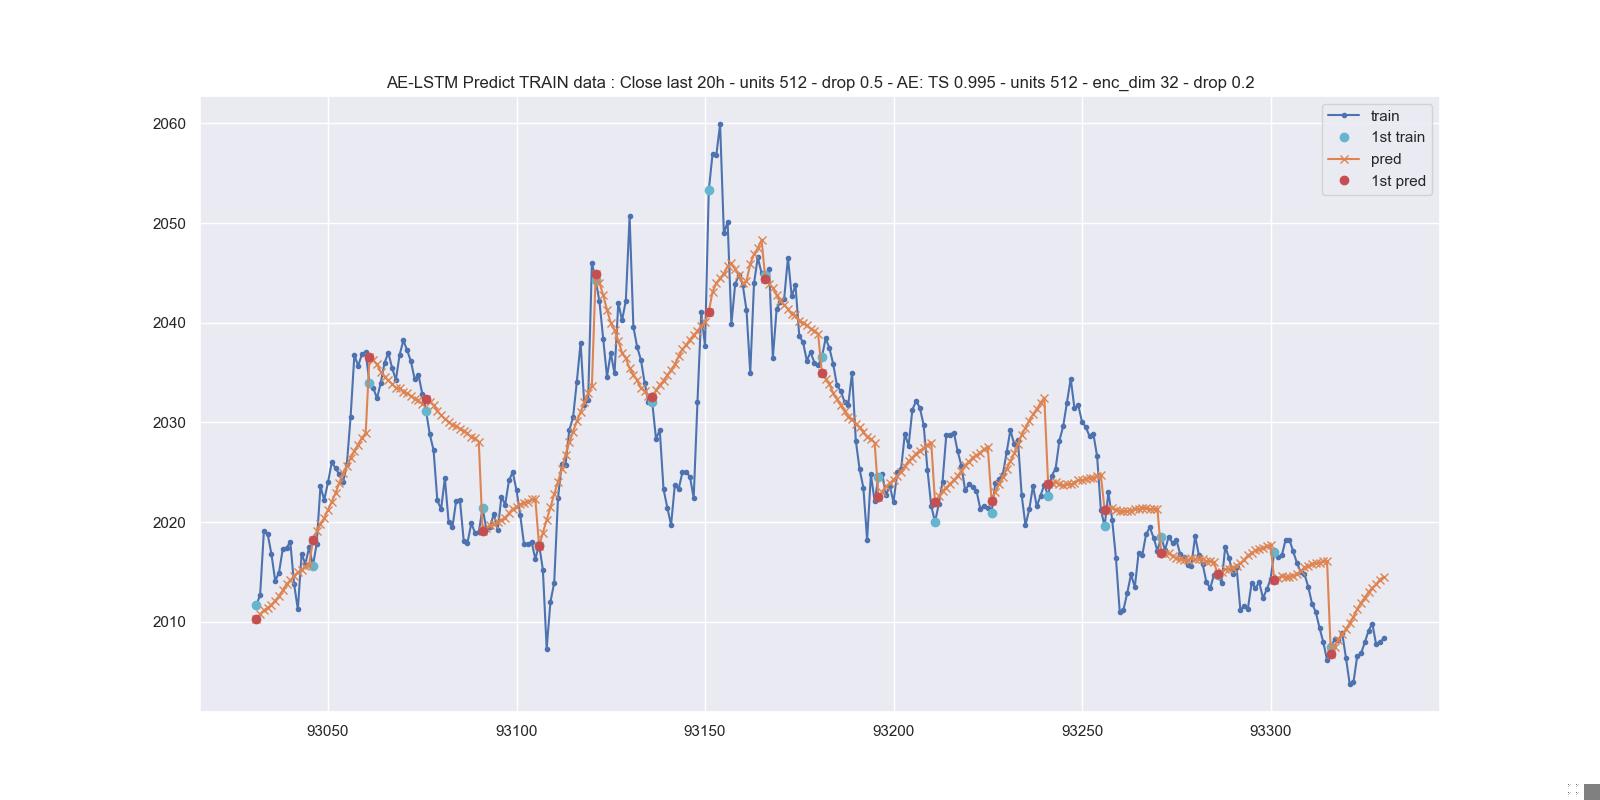 AE-LSTM Predict TRAIN data : Close last 20h - units 512 - drop 0.5 - AE: TS 0.995 - units 512 - enc_dim 32 - drop 0.2
train
1st train
pred
1st pred
2060
2050
2040
2030
2020
2010
93050
93100
93150
93200
93250
93300